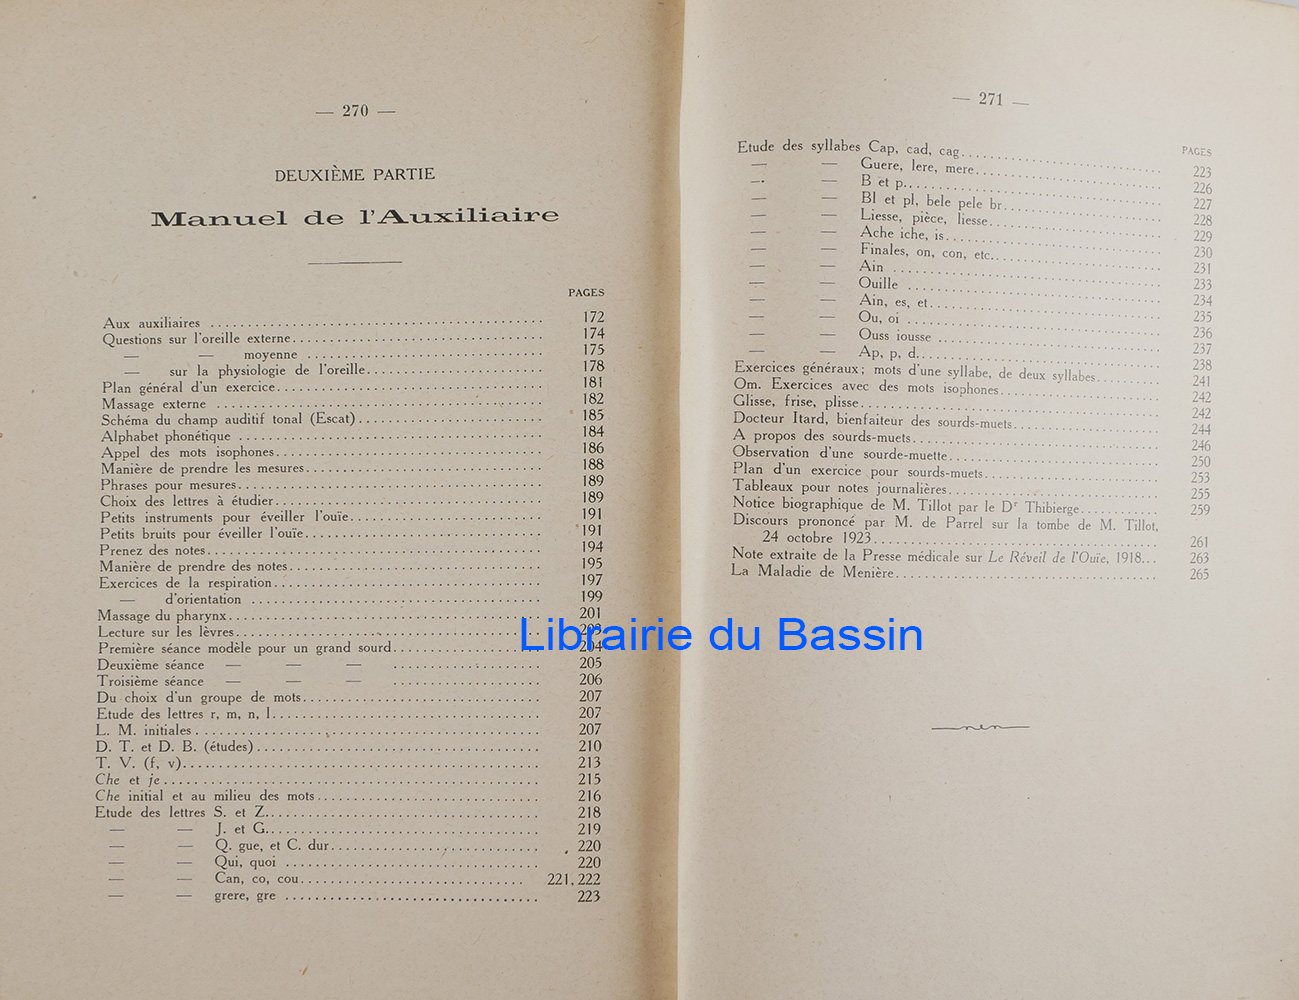 — 270 —
DEUXIÈME PARTIE
Manuel de l'Auxiliaire
PAGES
Aux auxiliaires ........ 172
Questions sur l'oreille externe........ 174
— — moyenne ........ 175
— sur la physiologie de l'oreille........ 178
Plan général d'un exercice........ 181
Massage externe ........ 182
Schéma du champ auditif tonal (Escat)........ 185
Alphabet phonétique ........ 184
Appel des mots isophones........ 186
Manière de prendre les mesures........ 188
Phrases pour mesures........ 189
Choix des lettres à étudier........ 189
Petits instruments pour éveiller l'ouïe........ 191
Petits bruits pour éveiller l'ouïe........ 191
Prenez des notes........ 194
Manière de prendre des notes........ 195
Exercices de la respiration........ 197
— d'orientation ........ 199
Massage du pharynx........ 201
Lecture sur les lèvres........ 203
Première séance modèle pour un grand sourd........ 204
Deuxième séance — — — ........ 205
Troisième séance — — — ........ 206
Du choix d'un groupe de mots........ 207
Etude des lettres r, m, n, l........ 207
L. M. initiales ........ 207
D. T. et D. B. (études)........ 210
T. V. (f, v)........ 213
Che et je........ 215
Che initial et au milieu des mots........ 216
Etude des lettres S. et Z........ 218
— — J. et G........ 219
— — Q. gue, et C. dur........ 220
— — Qui, quoi ........ 220
— — Can, co, cou........ 221, 222
— — grere, gre ........ 223
— 271 —
PAGES
Etude des syllabes Cap, cad, cag........ 223
— — Guere, lere, mere........ 226
— — B et p........ 227
— — Bl et pl, bele pele br........ 228
— — Liesse, pièce, liesse........ 229
— — Ache iche, is........ 230
— — Finales, on, con, etc........ 231
— — Ain ........ 233
— — Ouille ........ 234
— — Ain, es, et........ 235
— — Ou, oi ........ 236
— — Ouss iousse ........ 237
— — Ap, p, d........ 238
Exercices généraux; mots d'une syllabe, de deux syllabes........ 241
Om. Exercices avec des mots isophones........ 242
Glisse, frise, plisse........ 242
Docteur Itard, bienfaiteur des sourds-muets........ 244
A propos des sourds-muets........ 246
Observation d'une sourde-muette........ 250
Plan d'un exercice pour sourds-muets........ 253
Tableaux pour notes journalières........ 255
Notice biographique de M. Tillot par le Dr Thibierge........ 259
Discours prononcé par M. de Parrel sur la tombe de M. Tillot,
24 octobre 1923........ 261
Note extraite de la Presse médicale sur Le Réveil de l'Ouïe, 1918... 263
La Maladie de Menière........ 265
Librairie du Bassin